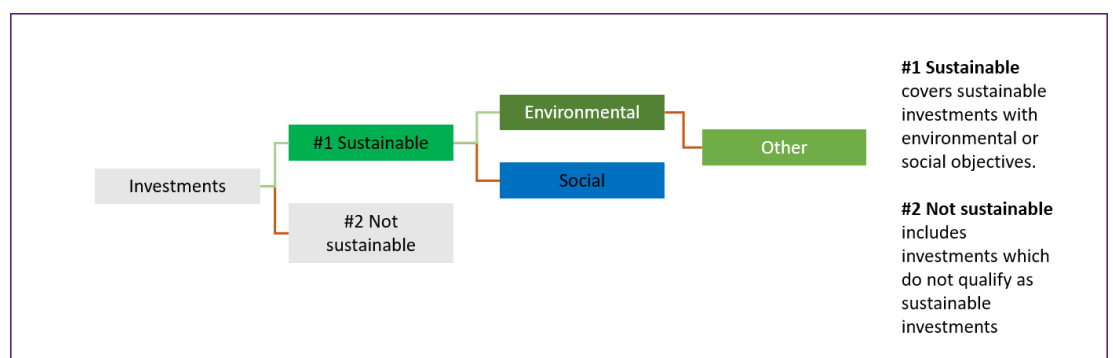 Investments
#1 Sustainable
#2 Not
sustainable
Environmental
Social
Other
#1 Sustainable
covers sustainable
investments with
environmental or
social objectives.
#2 Not sustainable
includes
investments which
do not qualify as
sustainable
investments